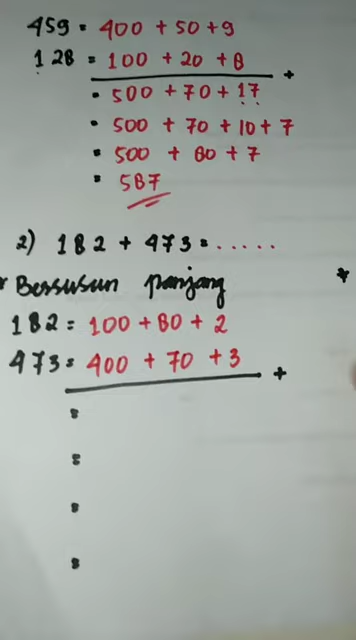 459 = 400 + 50 + 9
128 = 100 + 20 + 8
+
= 500 + 70 + 17
= 500 + 70 + 10 + 7
= 500 + 80 + 7
= 587
2) 182 + 473 = .....
* Bersusun panjang *
182 = 100 + 80 + 2
473 = 400 + 70 + 3
+
=
=
=
=